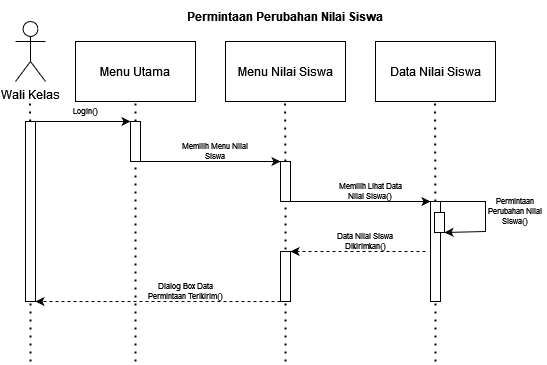 Permintaan Perubahan Nilai Siswa
Wali Kelas
Menu Utama
Menu Nilai Siswa
Data Nilai Siswa
Login()
Memilih Menu Nilai
Siswa
Memilih Lihat Data
Nilai Siswa()
Permintaan
Perubahan Nilai
Siswa()
Data Nilai Siswa
Dikirimkan()
Dialog Box Data
Permintaan Terikirim()